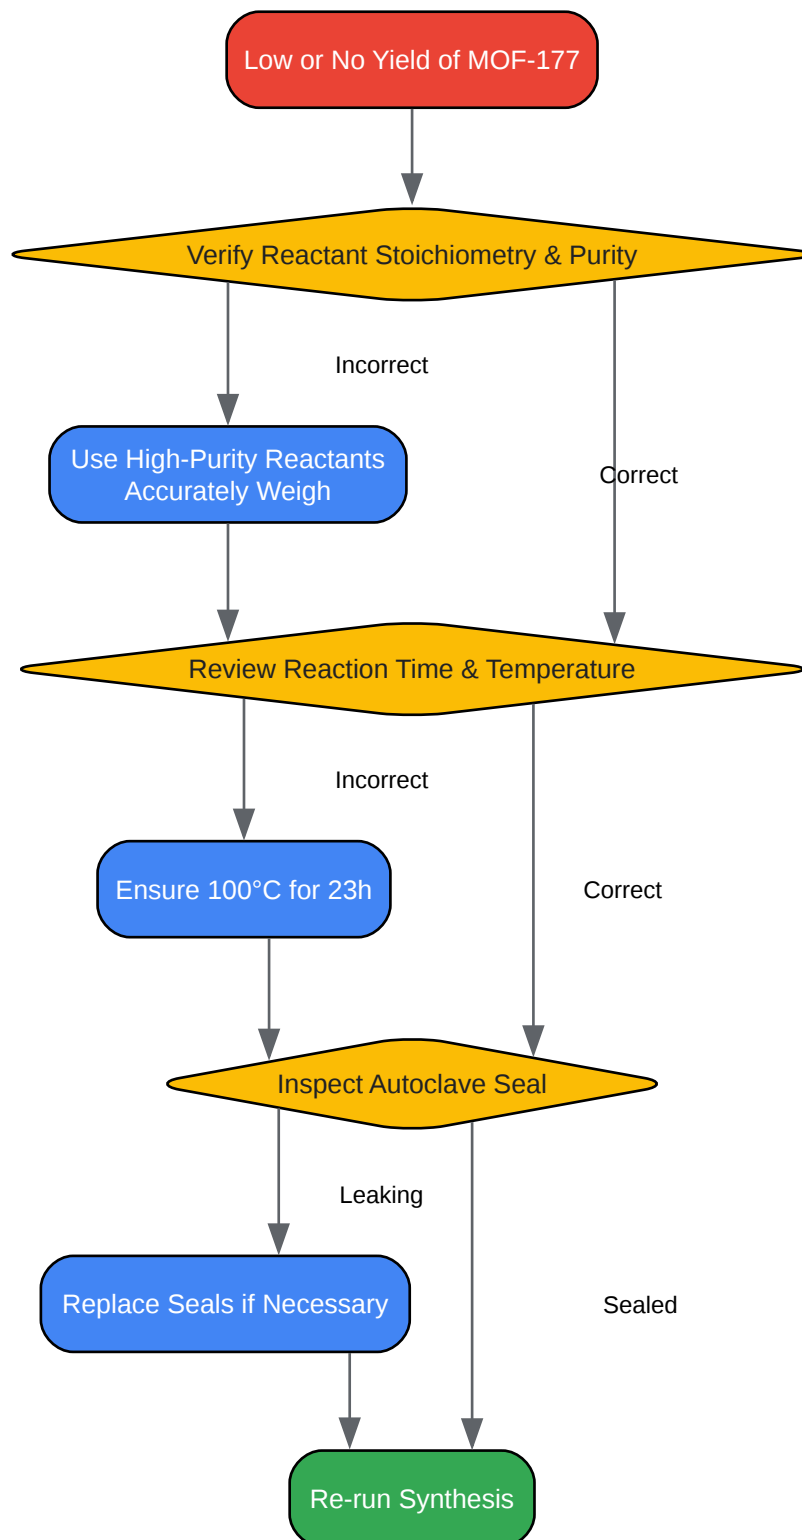 Low or No Yield of MOF-177
Verify Reactant Stoichiometry & Purity
Incorrect
Use High-Purity Reactants
Accurately Weigh
Correct
Review Reaction Time & Temperature
Incorrect
Ensure 100°C for 23h
Correct
Inspect Autoclave Seal
Leaking
Replace Seals if Necessary
Sealed
Re-run Synthesis